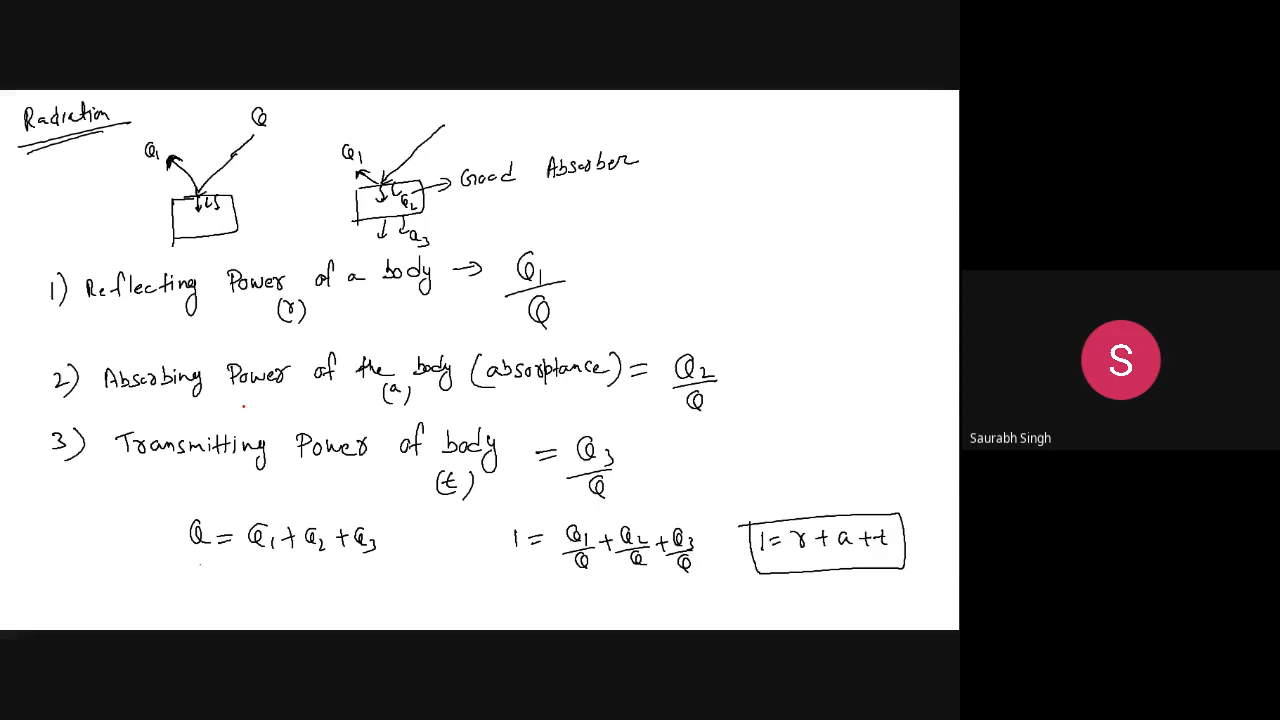 Radiation
Q
Q1
Q1
Q2
Q3
Good Absorber
1) Reflecting Power of a body → Q1/Q
(r)
2) Absorbing Power of the body (absorptance) = Q2/Q
(a)
3) Transmitting Power of body = Q3/Q
(t)
Q = Q1 + Q2 + Q3 1 = Q1/Q + Q2/Q + Q3/Q 1 = r + a + t
S
Saurabh Singh